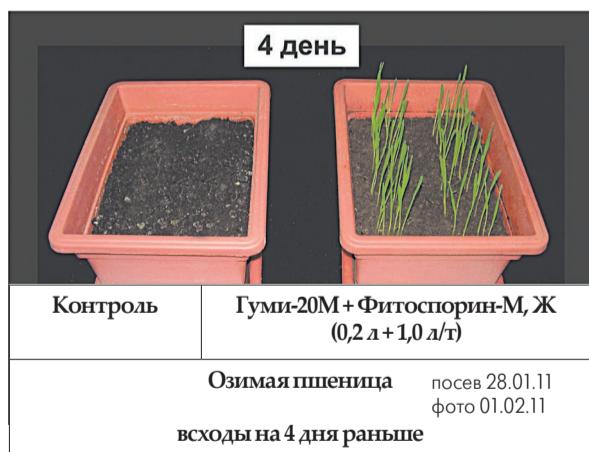 4 день
Контроль
Гуми-20М + Фитоспорин-М, Ж
(0,2 л + 1,0 л/т)
Озимая пшеница
посев 28.01.11
фото 01.02.11
всходы на 4 дня раньше